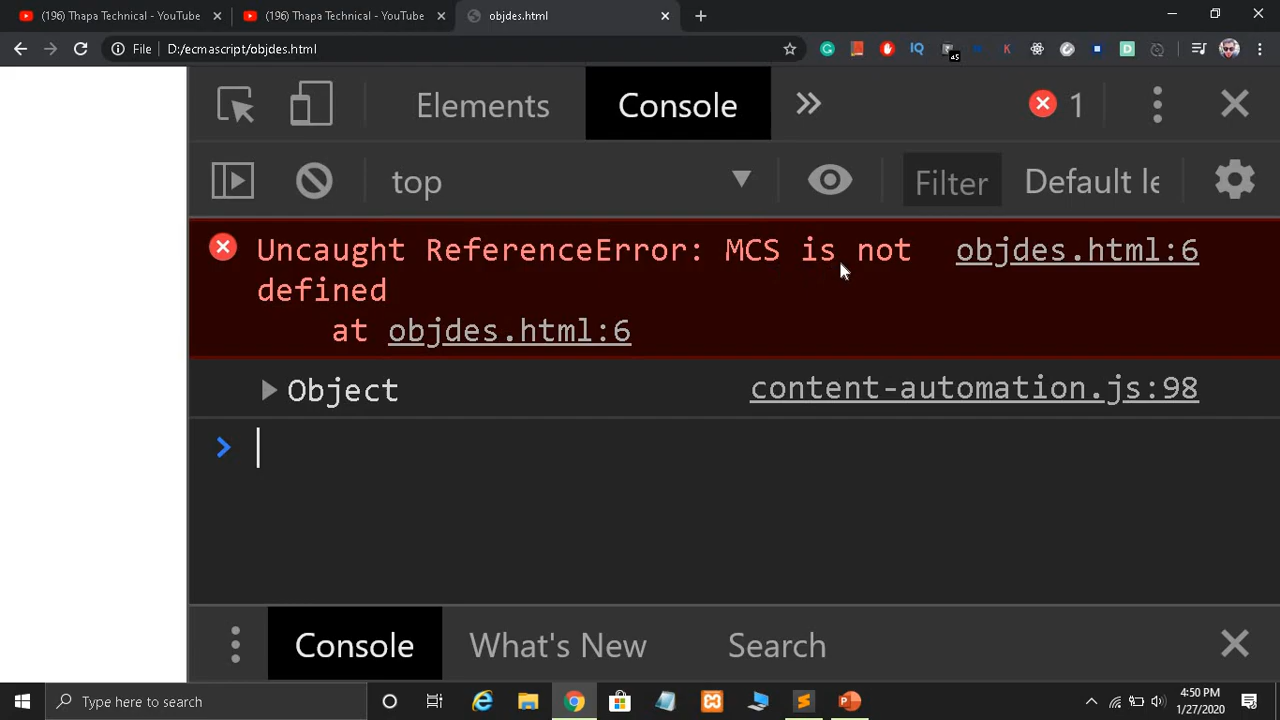 (196) Thapa Technical - YouTube
(196) Thapa Technical - YouTube
objdes.html
File D:/ecmascript/objdes.html
IQ 45 K D
Elements Console 1
top Filter Default le
Uncaught ReferenceError: MCS is not objdes.html:6
defined
at objdes.html:6
Object content-automation.js:98
Console What's New Search
Type here to search
4:50 PM
1/27/2020